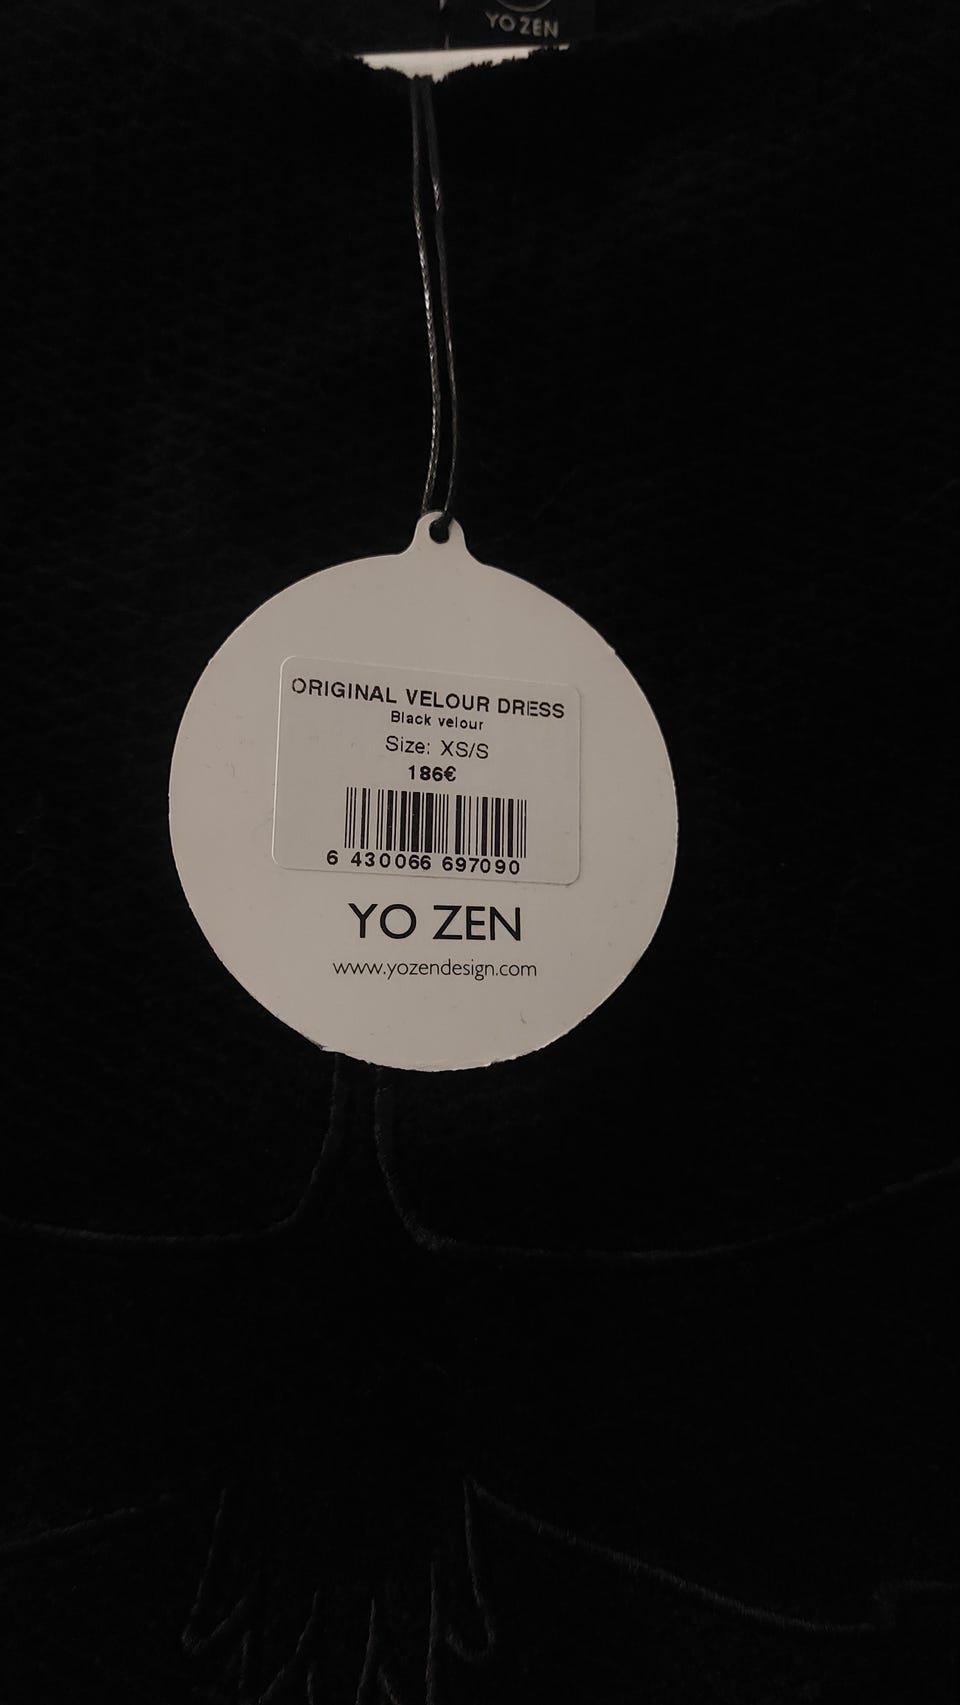 YO ZEN
ORIGINAL VELOUR DRESS
Black velour
Size: XS/S
186€
6 430066 697090
YO ZEN
www.yozendesign.com